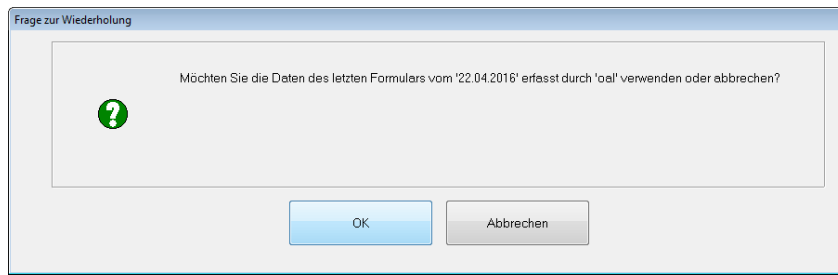 Frage zur Wiederholung
Möchten Sie die Daten des letzten Formulars vom '22.04.2016' erfasst durch 'oal' verwenden oder abbrechen?
OK
Abbrechen